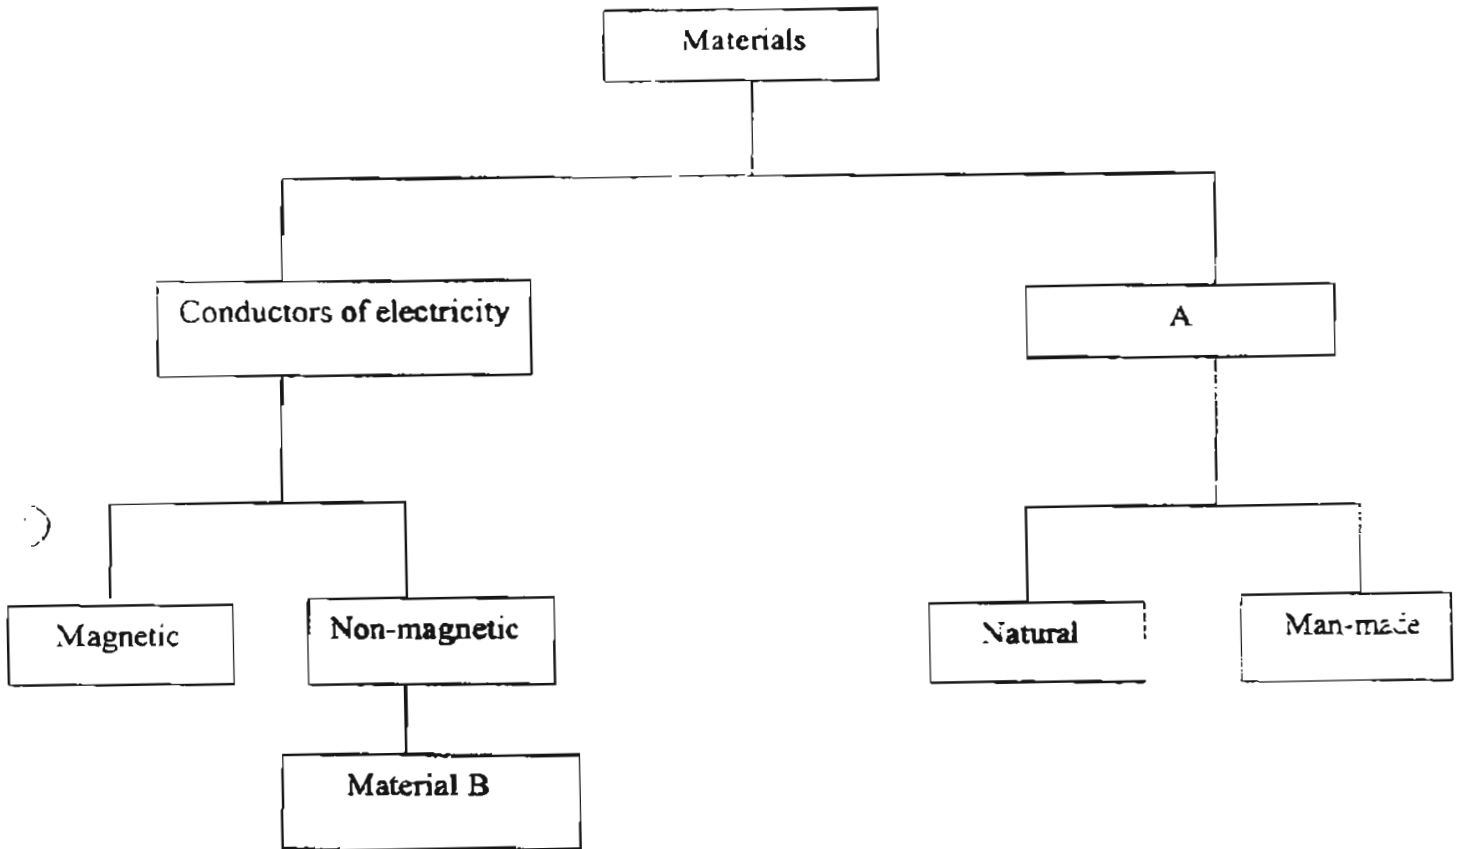 Materials
Conductors of electricity
A
Magnetic
Non-magnetic
Natural
Man-made
Material B